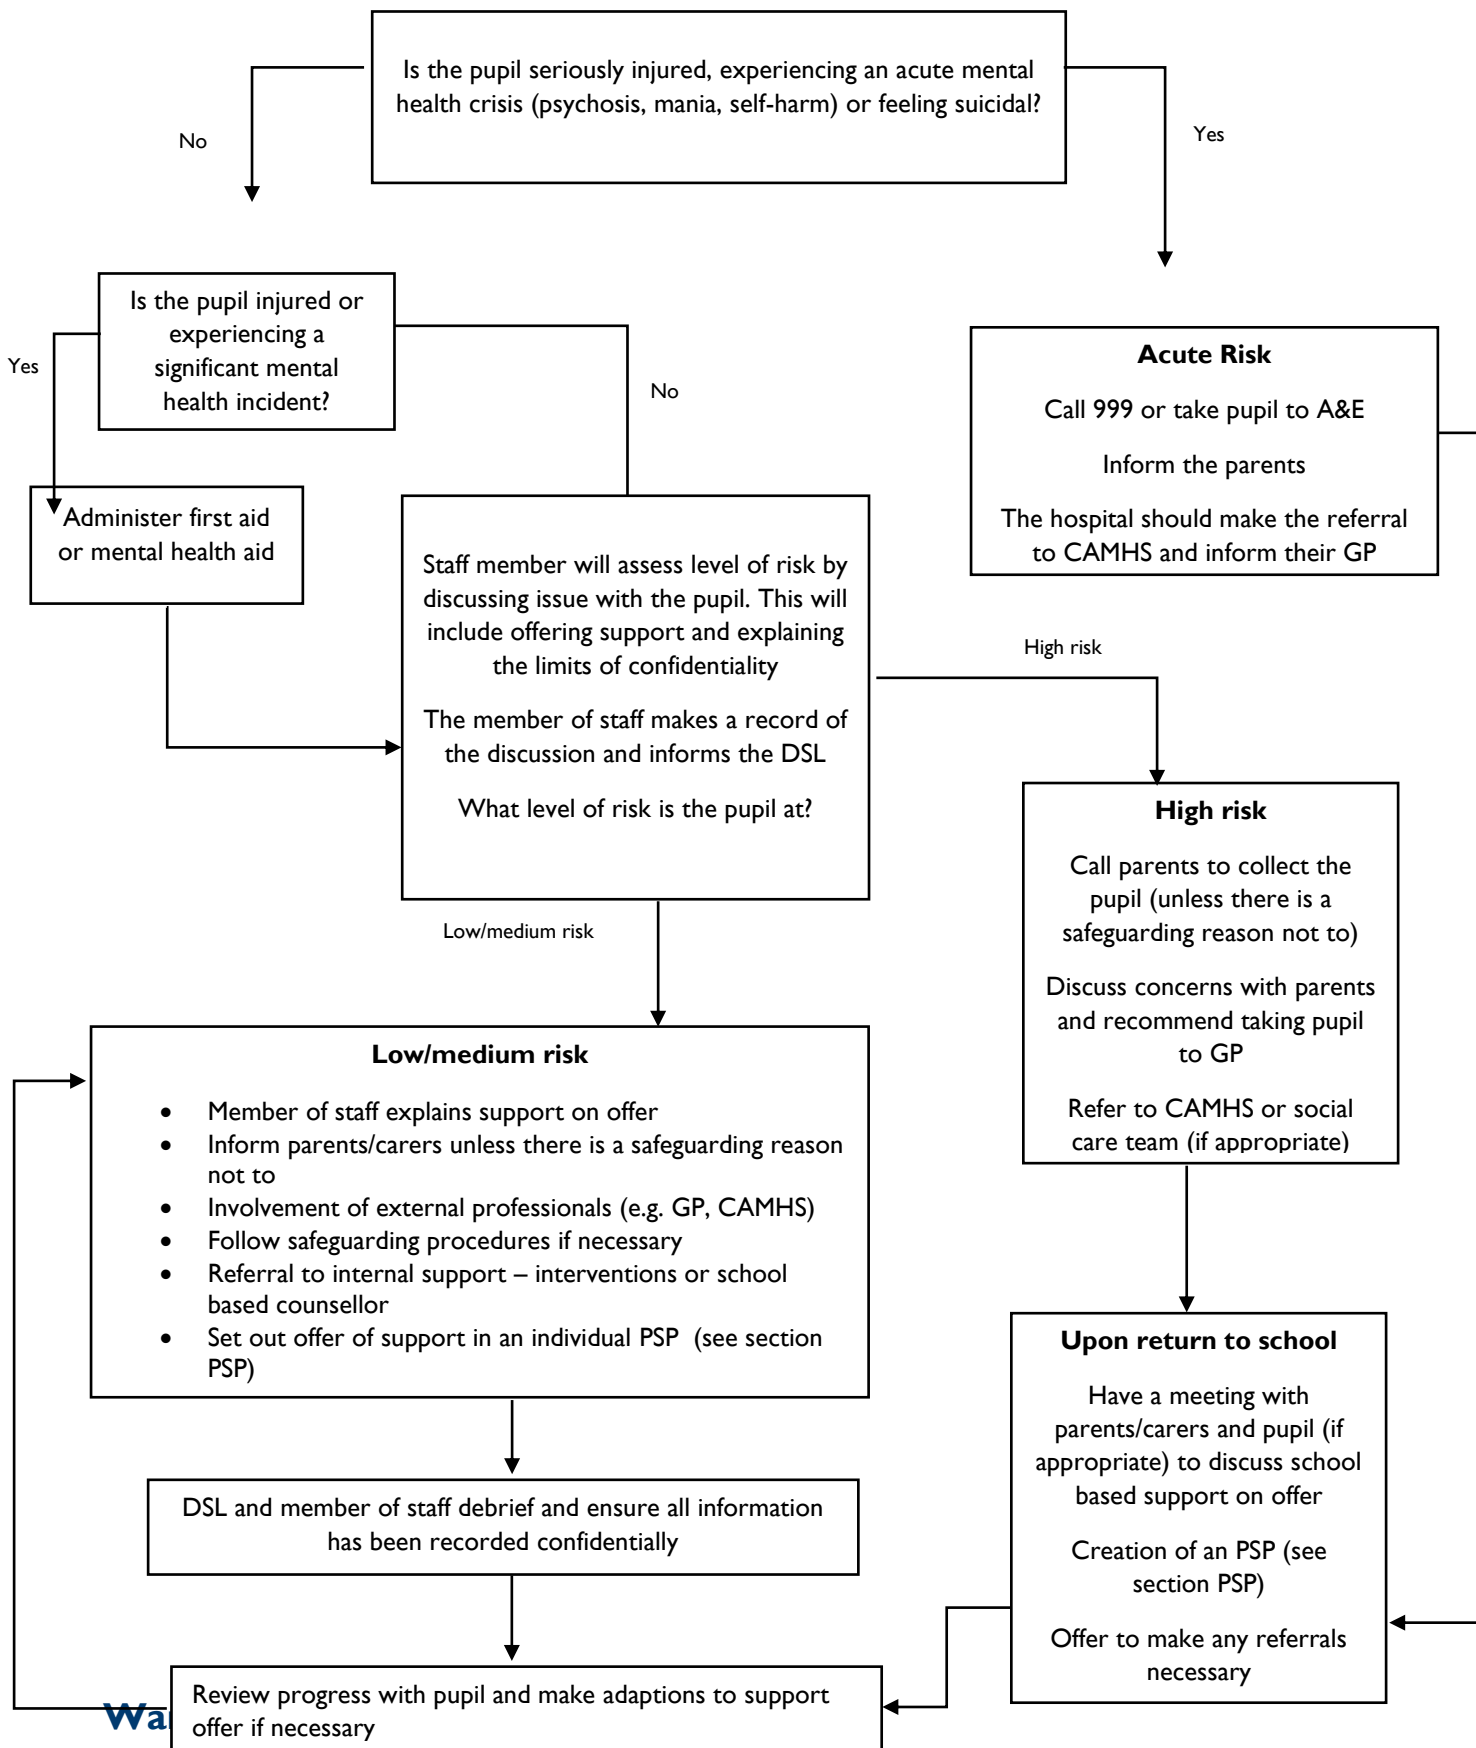 Is the pupil seriously injured, experiencing an acute mental
health crisis (psychosis, mania, self-harm) or feeling suicidal?
No
Yes
Is the pupil injured or
experiencing a
significant mental
health incident?
Yes
No
Acute Risk
Call 999 or take pupil to A&E
Inform the parents
The hospital should make the referral
to CAMHS and inform their GP
Administer first aid
or mental health aid
Staff member will assess level of risk by
discussing issue with the pupil. This will
include offering support and explaining
the limits of confidentiality
The member of staff makes a record of
the discussion and informs the DSL
What level of risk is the pupil at?
High risk
High risk
Call parents to collect the
pupil (unless there is a
safeguarding reason not to)
Discuss concerns with parents
and recommend taking pupil
to GP
Refer to CAMHS or social
care team (if appropriate)
Low/medium risk
Low/medium risk
• Member of staff explains support on offer
• Inform parents/carers unless there is a safeguarding reason
not to
• Involvement of external professionals (e.g. GP, CAMHS)
• Follow safeguarding procedures if necessary
• Referral to internal support – interventions or school
based counsellor
• Set out offer of support in an individual PSP (see section
PSP)
Upon return to school
Have a meeting with
parents/carers and pupil (if
appropriate) to discuss school
based support on offer
Creation of an PSP (see
section PSP)
Offer to make any referrals
necessary
DSL and member of staff debrief and ensure all information
has been recorded confidentially
Review progress with pupil and make adaptions to support
offer if necessary